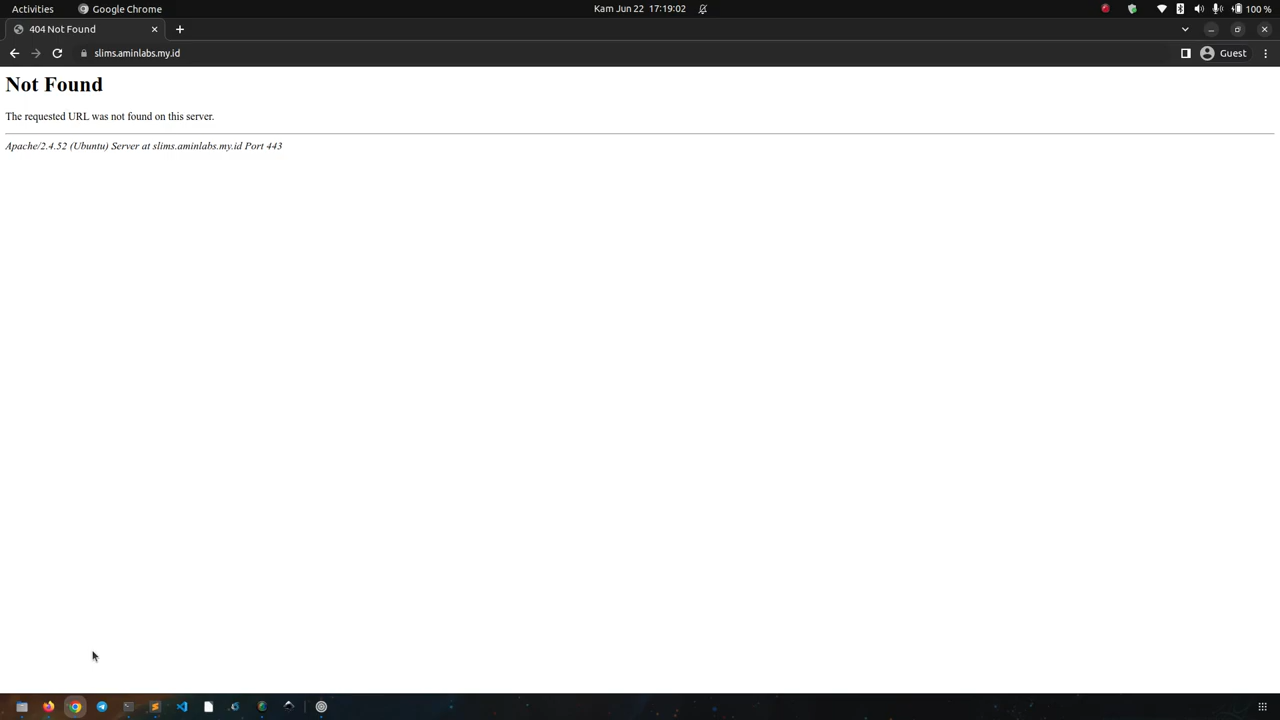 Activities
Google Chrome
Kam Jun 22 17:19:02
100 %
404 Not Found
slims.aminlabs.my.id
Guest
Not Found
The requested URL was not found on this server.
Apache/2.4.52 (Ubuntu) Server at slims.aminlabs.my.id Port 443